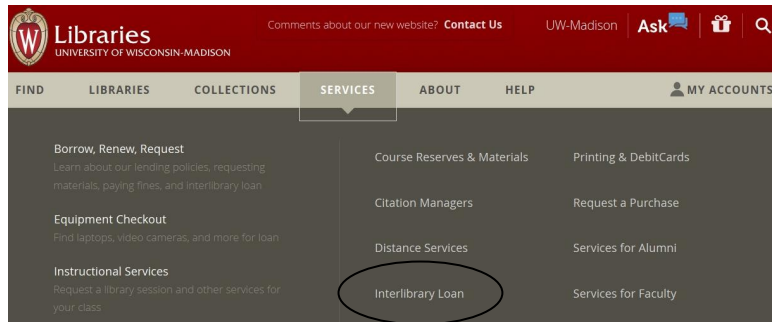 Comments about our new website? Contact Us
UW-Madison
Ask
W
Libraries
UNIVERSITY OF WISCONSIN-MADISON
FIND
LIBRARIES
COLLECTIONS
SERVICES
ABOUT
HELP
MY ACCOUNTS
Borrow, Renew, Request
Learn about our lending policies, requesting
materials, paying fines, and interlibrary loan
Equipment Checkout
Find laptops, video cameras, and more for loan
Instructional Services
Request a library session and other services for
your class
Course Reserves & Materials
Citation Managers
Distance Services
Interlibrary Loan
Printing & DebitCards
Request a Purchase
Services for Alumni
Services for Faculty